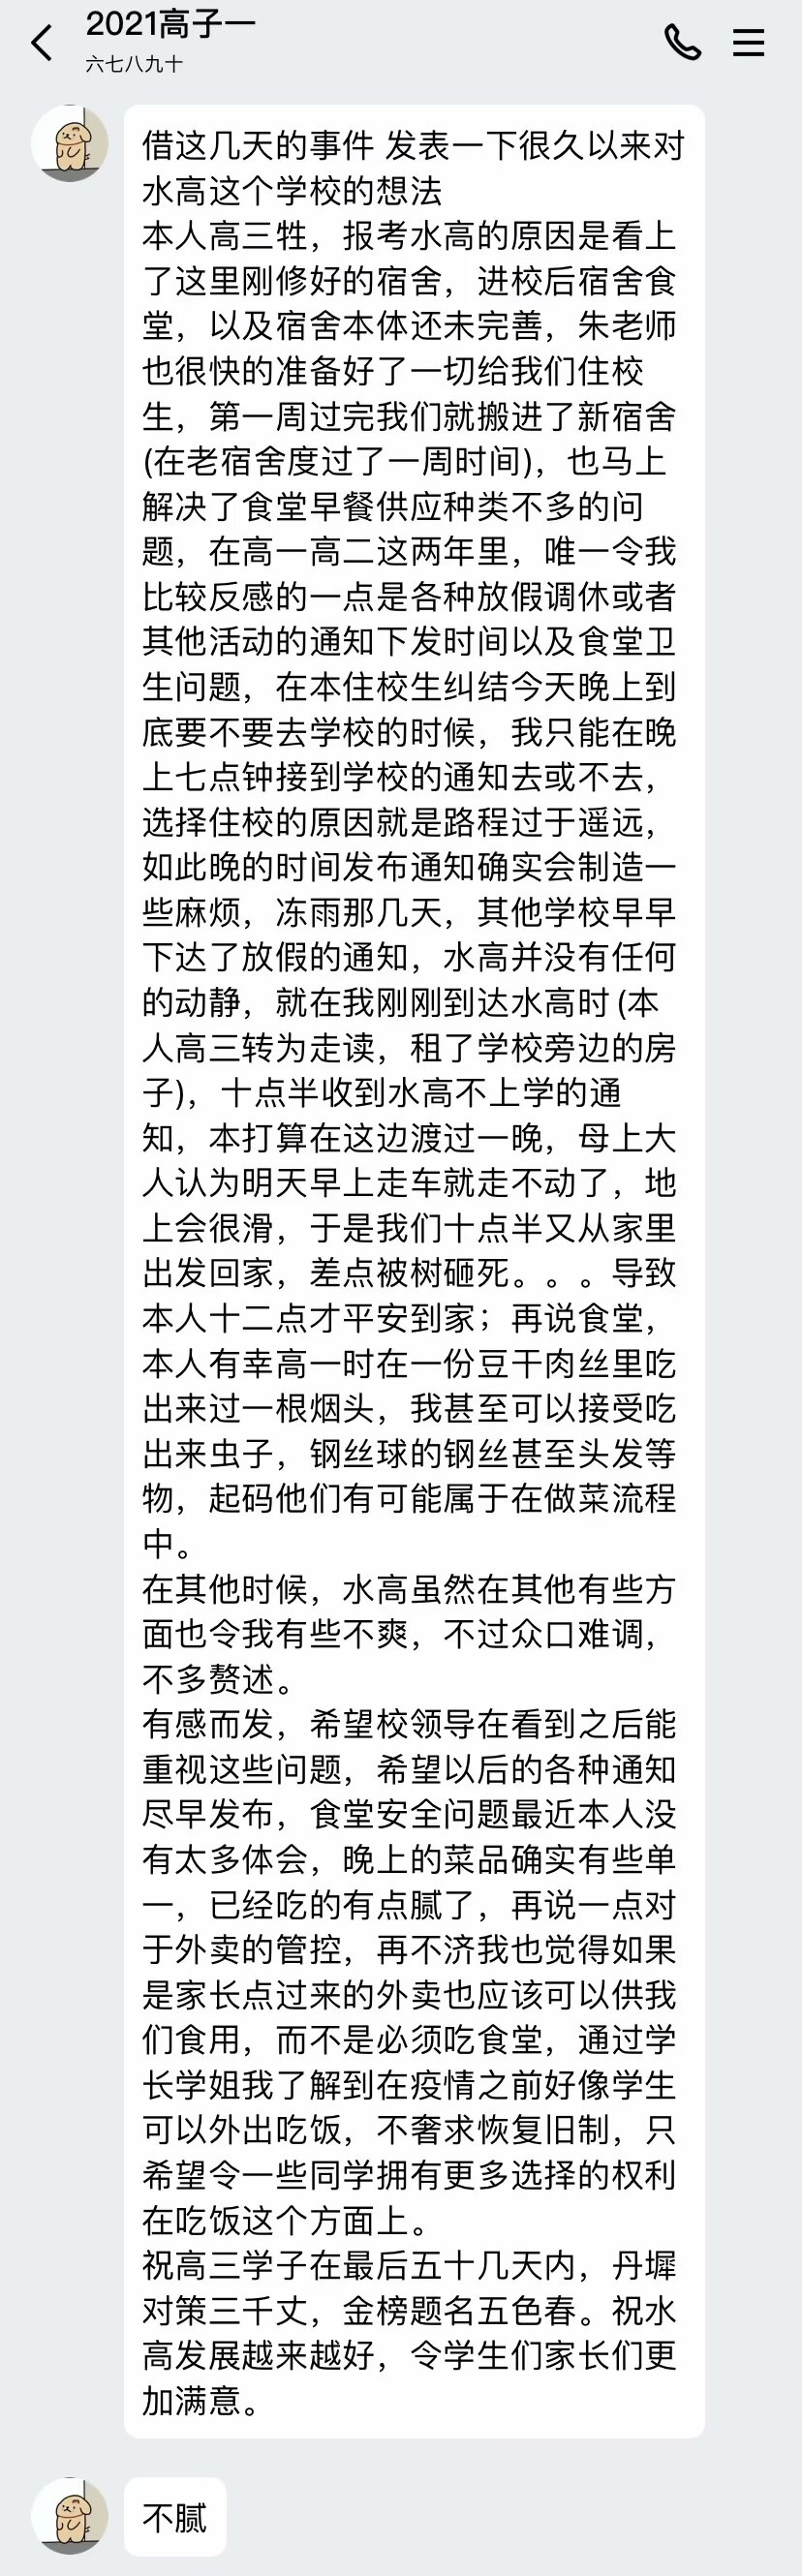 2021高子一
六七八九十
借这几天的事件 发表一下很久以来对
水高这个学校的想法
本人高三牲，报考水高的原因是看上
了这里刚修好的宿舍，进校后宿舍食
堂，以及宿舍本体还未完善，朱老师
也很快的准备好了一切给我们住校
生，第一周过完我们就搬进了新宿舍
(在老宿舍度过了一周时间)，也马上
解决了食堂早餐供应种类不多的问
题，在高一高二这两年里，唯一令我
比较反感的一点是各种放假调休或者
其他活动的通知下发时间以及食堂卫
生问题，在本住校生纠结今天晚上到
底要不要去学校的时候，我只能在晚
上七点钟接到学校的通知去或不去，
选择住校的原因就是路程过于遥远，
如此晚的时间发布通知确实会制造一
些麻烦，冻雨那几天，其他学校早早
下达了放假的通知，水高并没有任何
的动静，就在我刚刚到达水高时 (本
人高三转为走读，租了学校旁边的房
子)，十点半收到水高不上学的通
知，本打算在这边渡过一晚，母上大
人认为明天早上走车就走不动了，地
上会很滑，于是我们十点半又从家里
出发回家，差点被树砸死。。。导致
本人十二点才平安到家；再说食堂，
本人有幸高一时在一份豆干肉丝里吃
出来过一根烟头，我甚至可以接受吃
出来虫子，钢丝球的钢丝甚至头发等
物，起码他们有可能属于在做菜流程
中。
在其他时候，水高虽然在其他有些方
面也令我有些不爽，不过众口难调，
不多赘述。
有感而发，希望校领导在看到之后能
重视这些问题，希望以后的各种通知
尽早发布，食堂安全问题最近本人没
有太多体会，晚上的菜品确实有些单
一，已经吃的有点腻了，再说一点对
于外卖的管控，再不济我也觉得如果
是家长点过来的外卖也应该可以供我
们食用，而不是必须吃食堂，通过学
长学姐我了解到在疫情之前好像学生
可以外出吃饭，不奢求恢复旧制，只
希望令一些同学拥有更多选择的权利
在吃饭这个方面上。
祝高三学子在最后五十几天内，丹墀
对策三千丈，金榜题名五色春。祝水
高发展越来越好，令学生们家长们更
加满意。
不腻